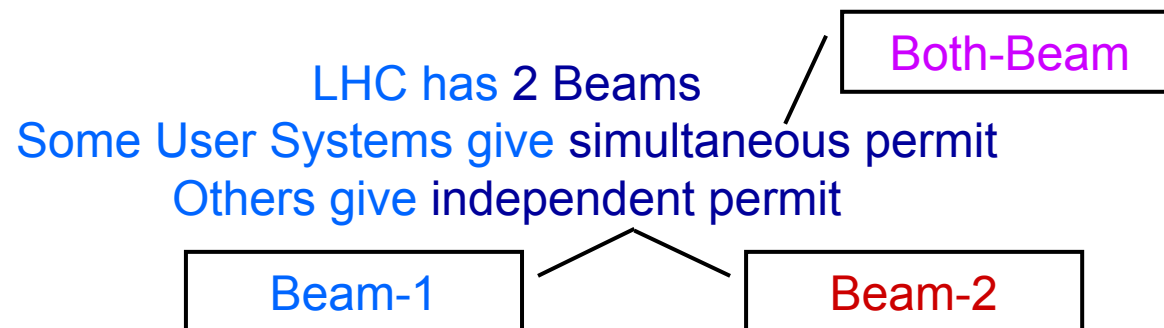 Both-Beam
LHC has 2 Beams
Some User Systems give simultaneous permit
Others give independent permit
Beam-1
Beam-2